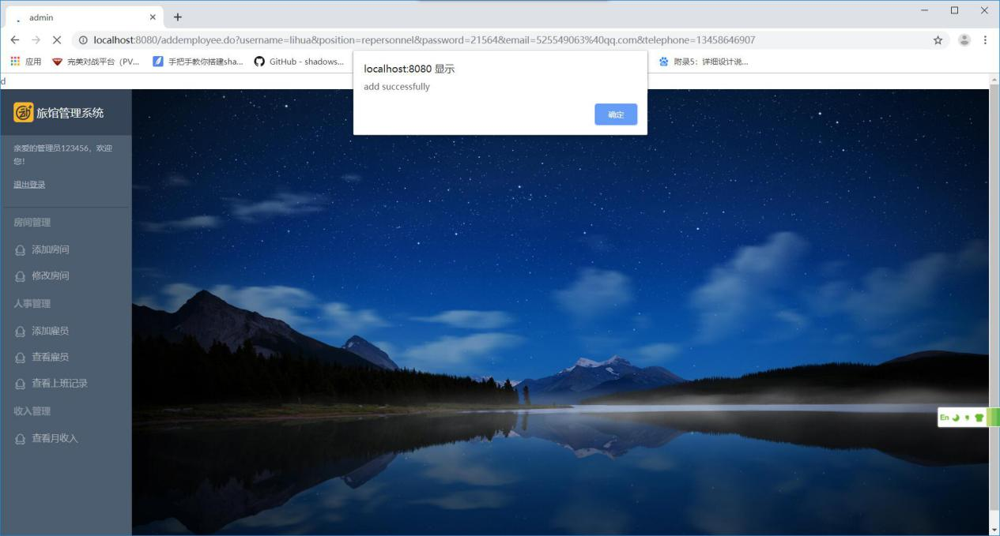 admin
localhost:8080/addemployee.do?username=lihua&position=repersonnel&password=21564&email=525549063%40qq.com&telephone=13458646907
应用
完美对战平台（PV...
手把手教你搭建sha...
GitHub - shadows...
附录5：详细设计说...
localhost:8080 显示
add successfully
确定
d
旅馆管理系统
亲爱的管理员123456，欢迎
您！
退出登录
房间管理
添加房间
修改房间
人事管理
添加雇员
查看雇员
查看上班记录
收入管理
查看月收入
En